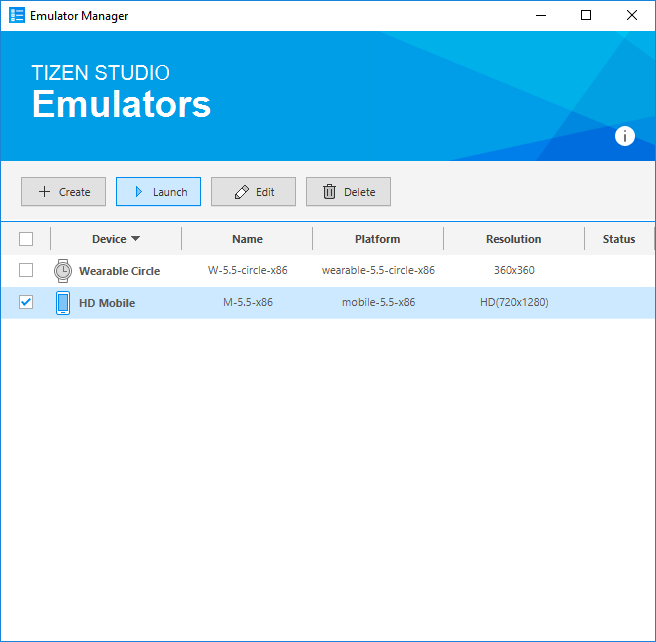 Emulator Manager
TIZEN STUDIO
Emulators
Create Launch Edit Delete
Device Name Platform Resolution Status
Wearable Circle W-5.5-circle-x86 wearable-5.5-circle-x86 360x360
HD Mobile M-5.5-x86 mobile-5.5-x86 HD(720x1280)